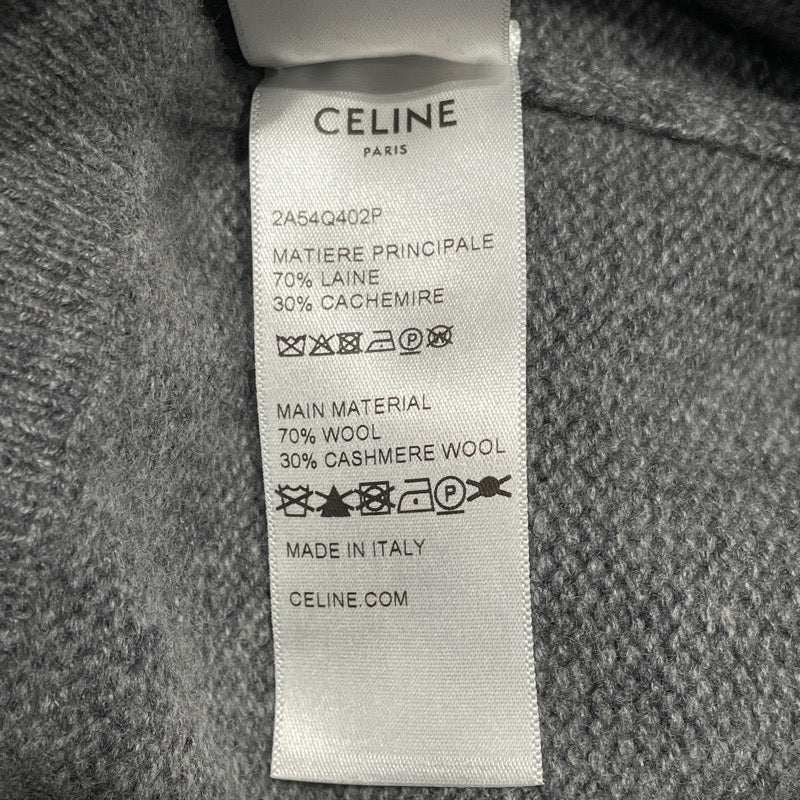 CELINE
PARIS
2A54Q402P
MATIERE PRINCIPALE
70% LAINE
30% CACHEMIRE
P W
MAIN MATERIAL
70% WOOL
30% CASHMERE WOOL
P
MADE IN ITALY
CELINE.COM